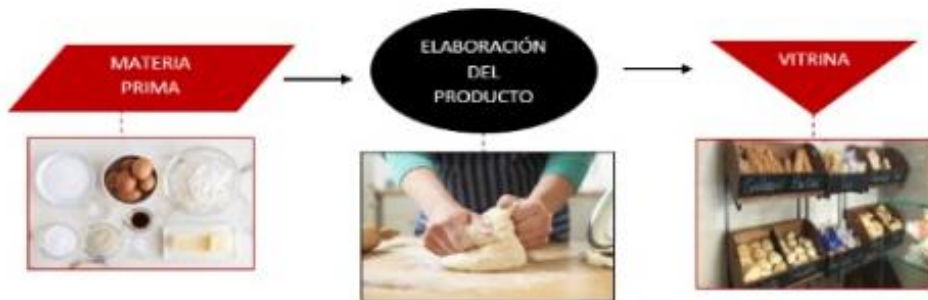 MATERIA
PRIMA
ELABORACIÓN
DEL
PRODUCTO
VITRINA